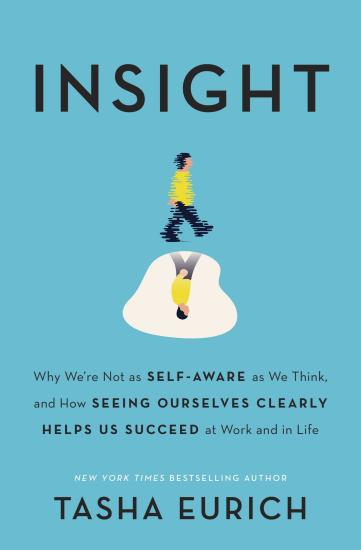 INSIGHT
Why We're Not as SELF-AWARE as We Think,
and How SEEING OURSELVES CLEARLY
HELPS US SUCCEED at Work and in Life
NEW YORK TIMES BESTSELLING AUTHOR
TASHA EURICH